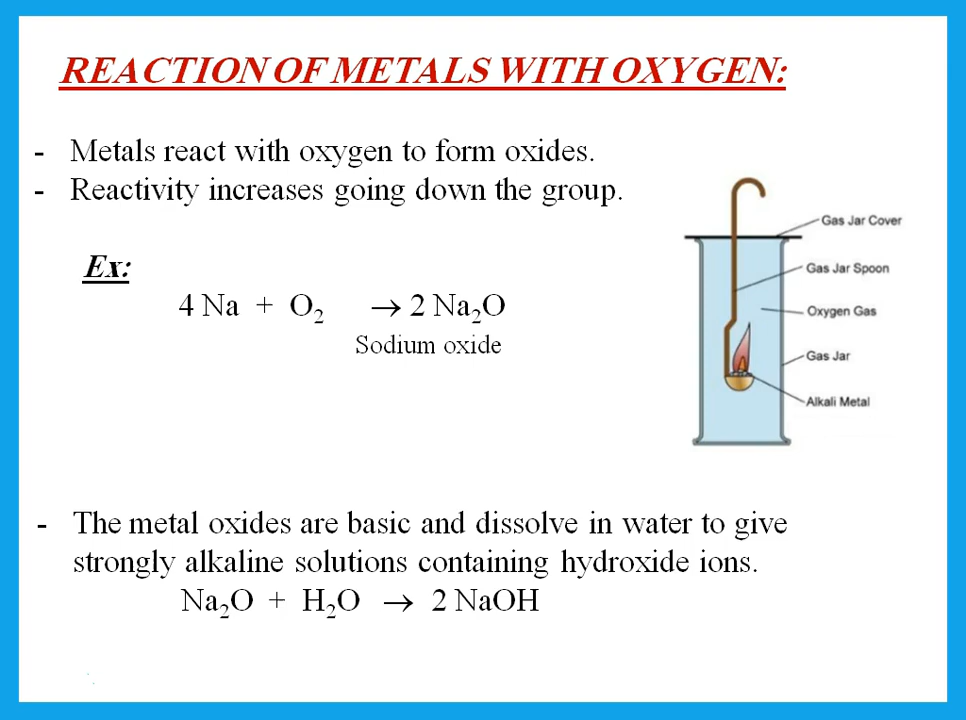 REACTION OF METALS WITH OXYGEN:
- Metals react with oxygen to form oxides.
- Reactivity increases going down the group.
Ex:
4 Na + O₂ → 2 Na₂O
Sodium oxide
Gas Jar Cover
Gas Jar Spoon
Oxygen Gas
Gas Jar
Alkali Metal
- The metal oxides are basic and dissolve in water to give
strongly alkaline solutions containing hydroxide ions.
Na₂O + H₂O → 2 NaOH